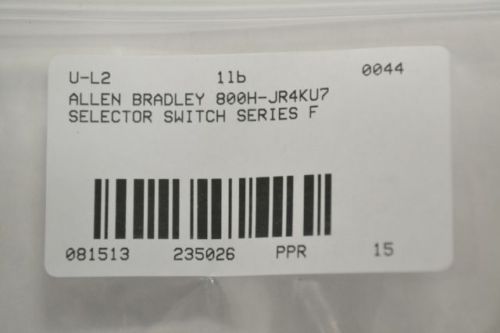 U-L2 1lb 0044
ALLEN BRADLEY 800H-JR4KU7
SELECTOR SWITCH SERIES F
081513 235026 PPR 15